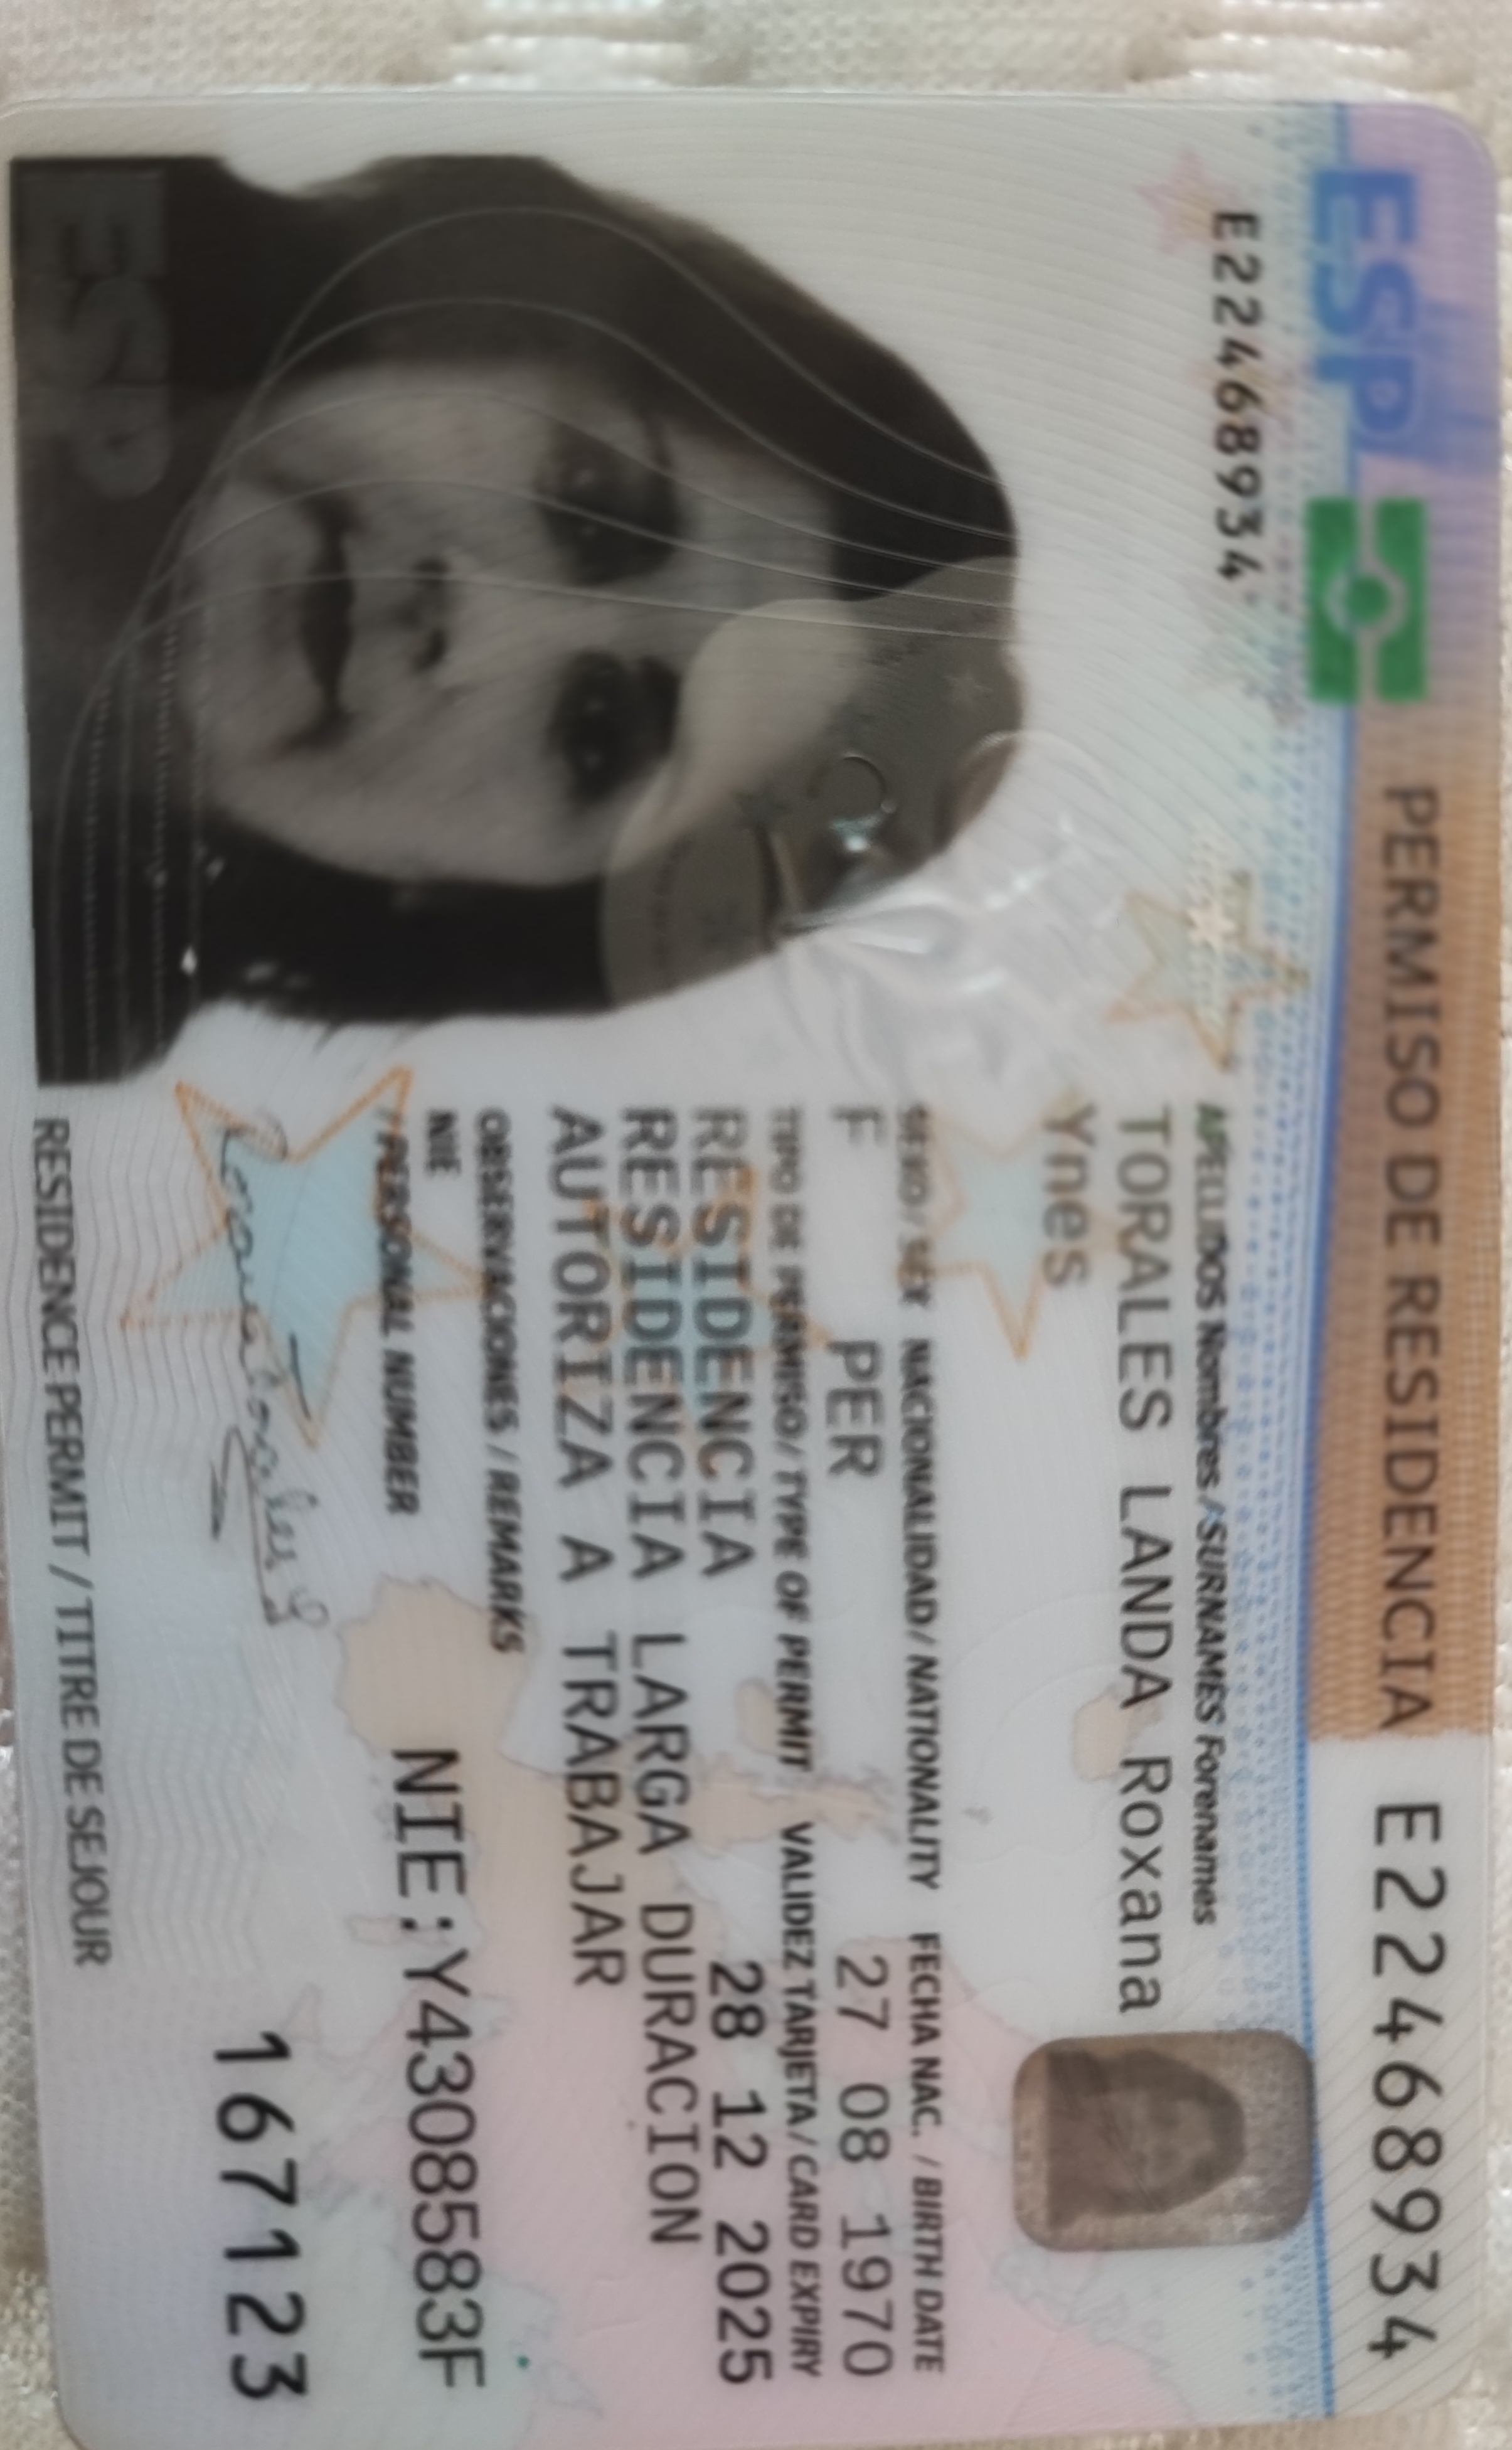 ESP PERMISO DE RESIDENCIA E22468934
E22468934
APELLIDOS Nombres / SURNAMES Forenames
TORALES LANDA Roxana
Ynes
SEXO / SEX NACIONALIDAD / NATIONALITY FECHA NAC. / BIRTH DATE
F PER 27 08 1970
TIPO DE PERMISO / TYPE OF PERMIT VALIDEZ TARJETA / CARD EXPIRY
RESIDENCIA 28 12 2025
RESIDENCIA LARGA DURACION
AUTORIZA A TRABAJAR
OBSERVACIONES / REMARKS
NIE
/ PERSONAL NUMBER NIE:Y4308583F
ESP
167123
RESIDENCE PERMIT / TITRE DE SEJOUR